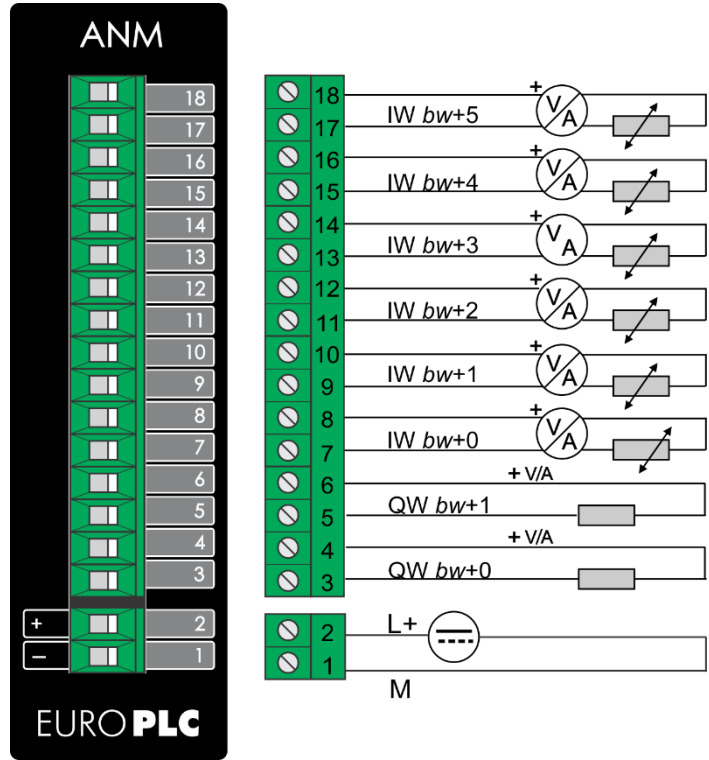 ANM
18
17
16
15
14
13
12
11
10
9
8
7
6
5
4
3
+ 2
– 1
EURO PLC
18 + V/A
17 IW bw+5
16 + V/A
15 IW bw+4
14 + V A
13 IW bw+3
12 + V/A
11 IW bw+2
10 + V/A
9 IW bw+1
8 + V/A
7 IW bw+0
6 + V/A
5 QW bw+1
4 + V/A
3 QW bw+0
2 L+
1
M